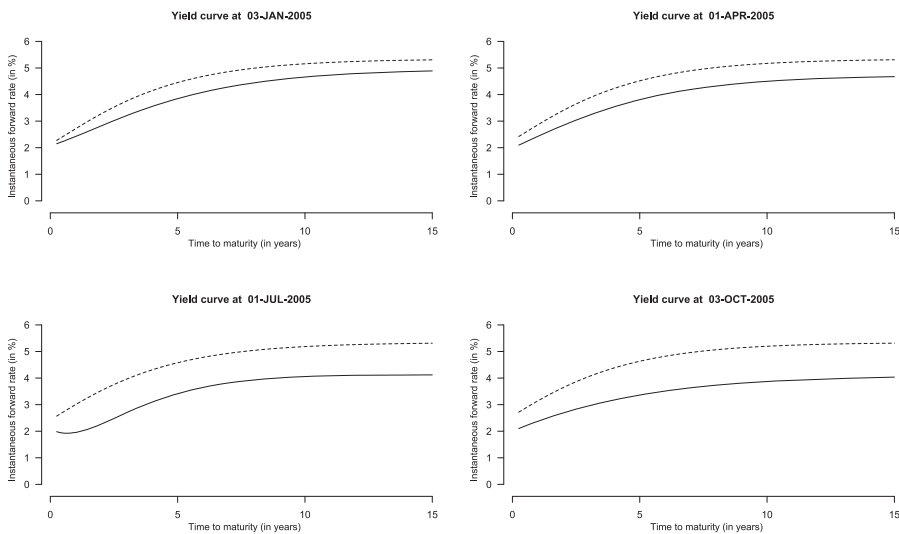 Yield curve at 03-JAN-2005
Instantaneous forward rate (in %)
6
5
4
3
2
1
0
0 5 10 15
Time to maturity (in years)
Yield curve at 01-APR-2005
Instantaneous forward rate (in %)
6
5
4
3
2
1
0
0 5 10 15
Time to maturity (in years)
Yield curve at 01-JUL-2005
Instantaneous forward rate (in %)
6
5
4
3
2
1
0
0 5 10 15
Time to maturity (in years)
Yield curve at 03-OCT-2005
Instantaneous forward rate (in %)
6
5
4
3
2
1
0
0 5 10 15
Time to maturity (in years)